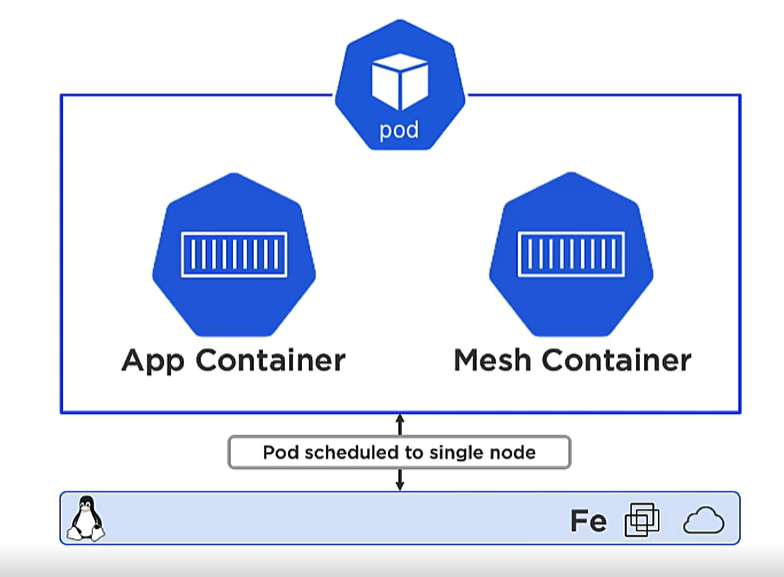 pod
App Container
Mesh Container
Pod scheduled to single node
Fe